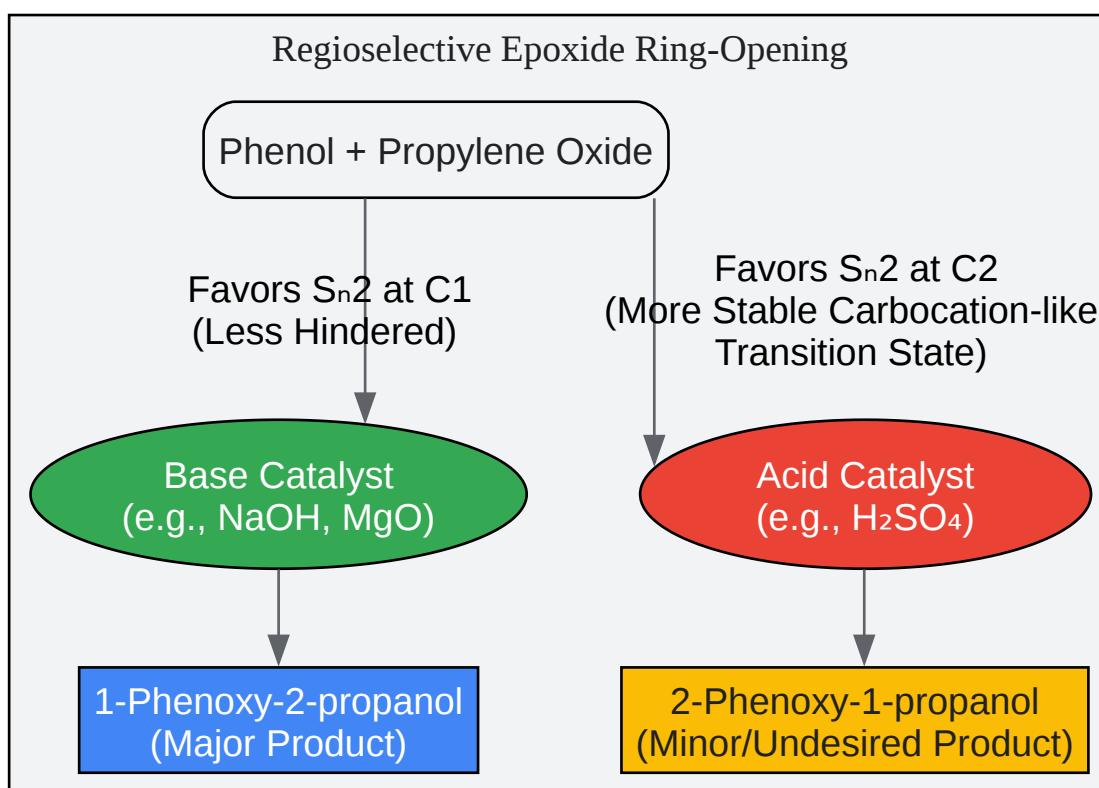 Regioselective Epoxide Ring-Opening
Phenol + Propylene Oxide
Favors Sₙ2 at C1
(Less Hindered)
Favors Sₙ2 at C2
(More Stable Carbocation-like
Transition State)
Base Catalyst
(e.g., NaOH, MgO)
Acid Catalyst
(e.g., H₂SO₄)
1-Phenoxy-2-propanol
(Major Product)
2-Phenoxy-1-propanol
(Minor/Undesired Product)